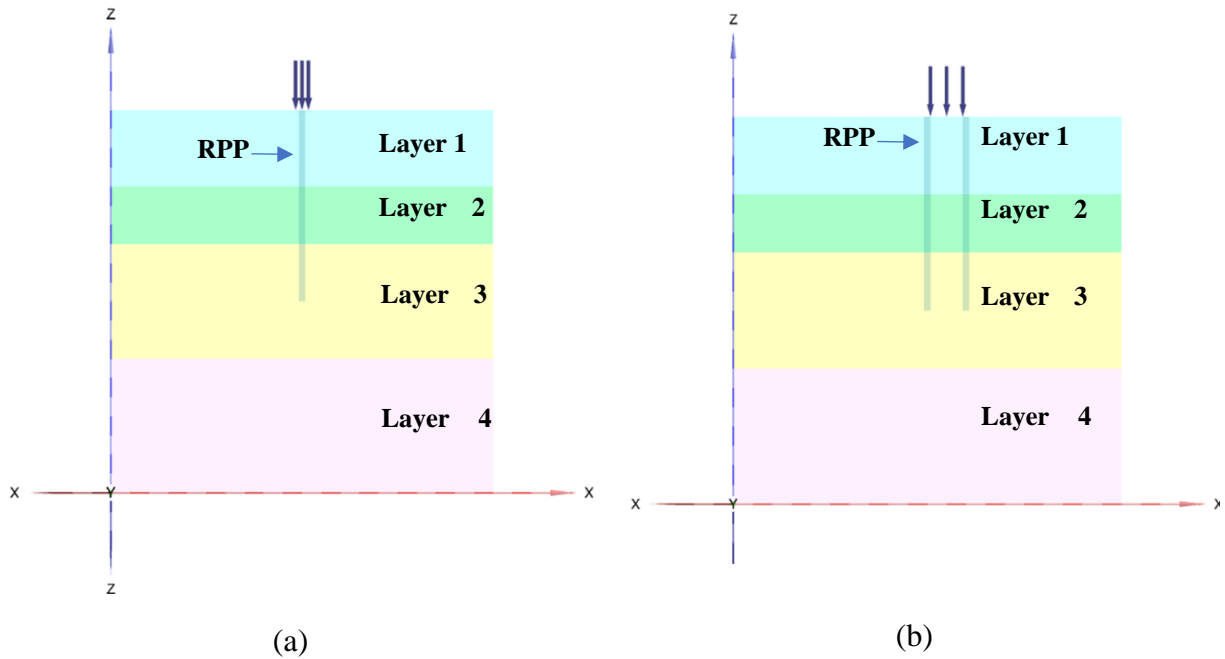 Z
RPP
Layer 1
Layer 2
Layer 3
Layer 4
X Y X
Z
(a)
Z
RPP
Layer 1
Layer 2
Layer 3
Layer 4
X Y X
(b)